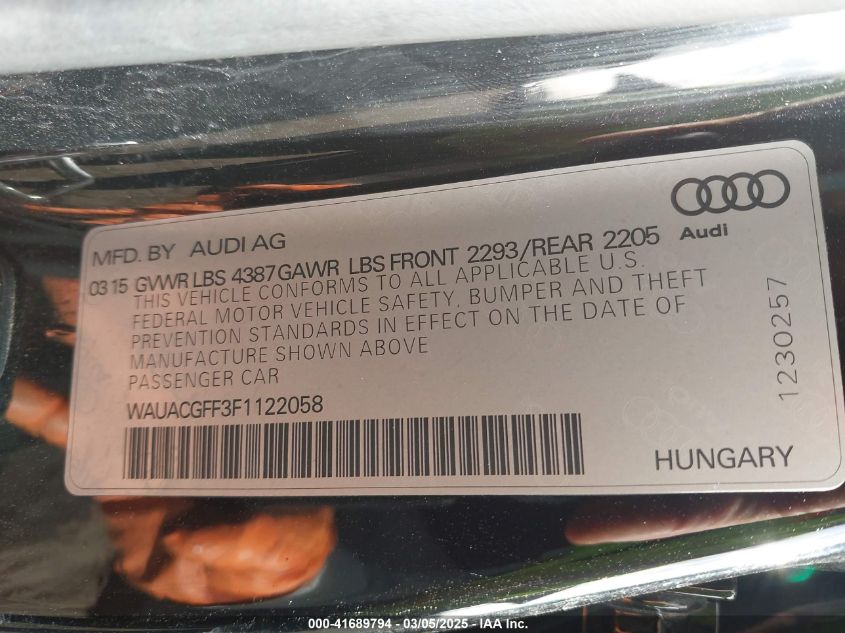 MFD. BY AUDI AG
Audi
03 15 GVWR LBS 4387 GAWR LBS FRONT 2293/REAR 2205
THIS VEHICLE CONFORMS TO ALL APPLICABLE U.S.
FEDERAL MOTOR VEHICLE SAFETY, BUMPER AND THEFT
PREVENTION STANDARDS IN EFFECT ON THE DATE OF
MANUFACTURE SHOWN ABOVE
PASSENGER CAR
WAUACGFF3F1122058
1230257
HUNGARY
000-41689794 - 03/05/2025 - IAA Inc.